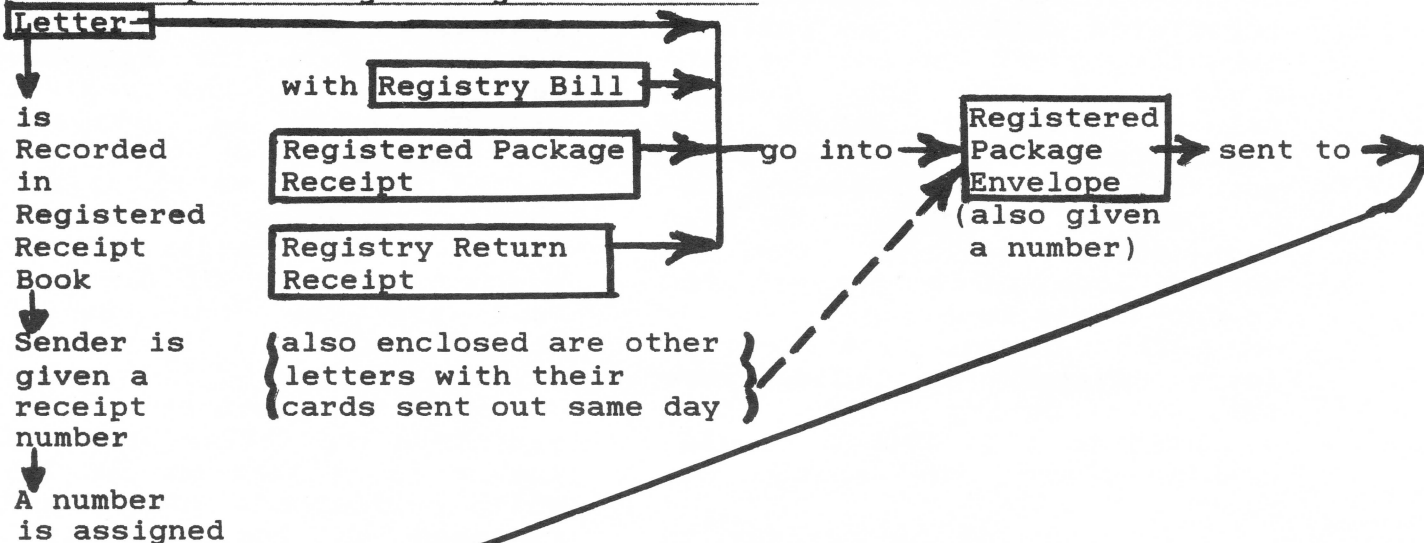 Letter
with Registry Bill
is
Recorded
in
Registered
Receipt
Book
Sender is
given a
receipt
number
A number
is assigned
Registered Package
Receipt
Registry Return
Receipt
(also enclosed are other
(letters with their
(cards sent out same day )
go into
Registered
Package
Envelope
(also given
a number)
sent to